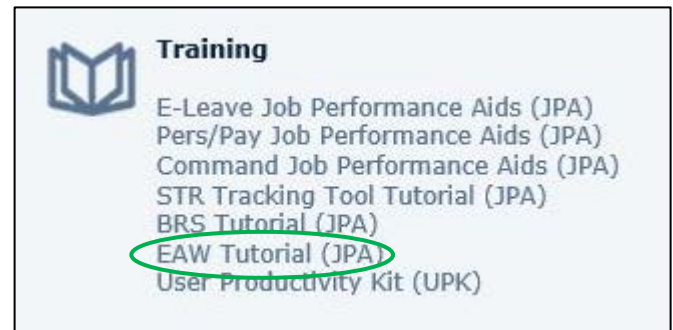 Training
E-Leave Job Performance Aids (JPA)
Pers/Pay Job Performance Aids (JPA)
Command Job Performance Aids (JPA)
STR Tracking Tool Tutorial (JPA)
BRS Tutorial (JPA)
EAW Tutorial (JPA)
User Productivity Kit (UPK)